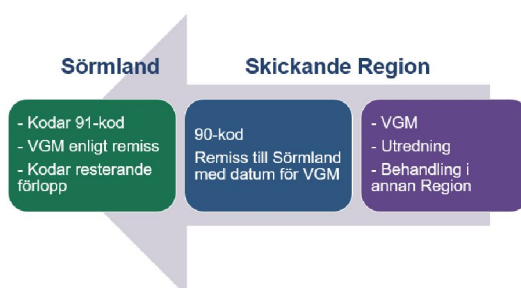 Sörmland
Skickande Region
- Kodar 91-kod
- VGM enligt remiss
- Kodar resterande
förlopp
90-kod
Remiss till Sörmland
med datum för VGM
- VGM
- Utredning
- Behandling i
annan Region